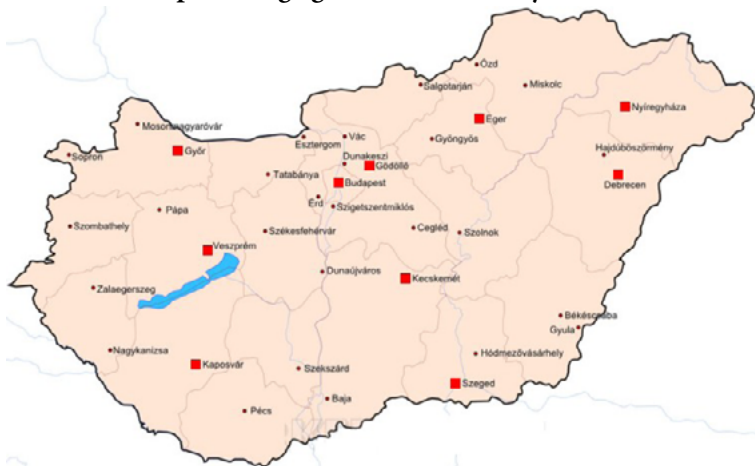 Ózd
Salgótarján
Miskolc
Nyíregyháza
Eger
Mosonmagyaróvár
Vác
Esztergom
Gyöngyös
Győr
Sopron
Dunakeszi
Gödöllő
Hajdúböszörmény
Tatabánya
Budapest
Debrecen
Érd
Szigetszentmiklós
Pápa
Szombathely
Székesfehérvár
Cegléd
Szolnok
Veszprém
Dunaújváros
Kecskemét
Zalaegerszeg
Békéscsaba
Gyula
Nagykanizsa
Hódmezővásárhely
Kaposvár
Szekszárd
Szeged
Baja
Pécs